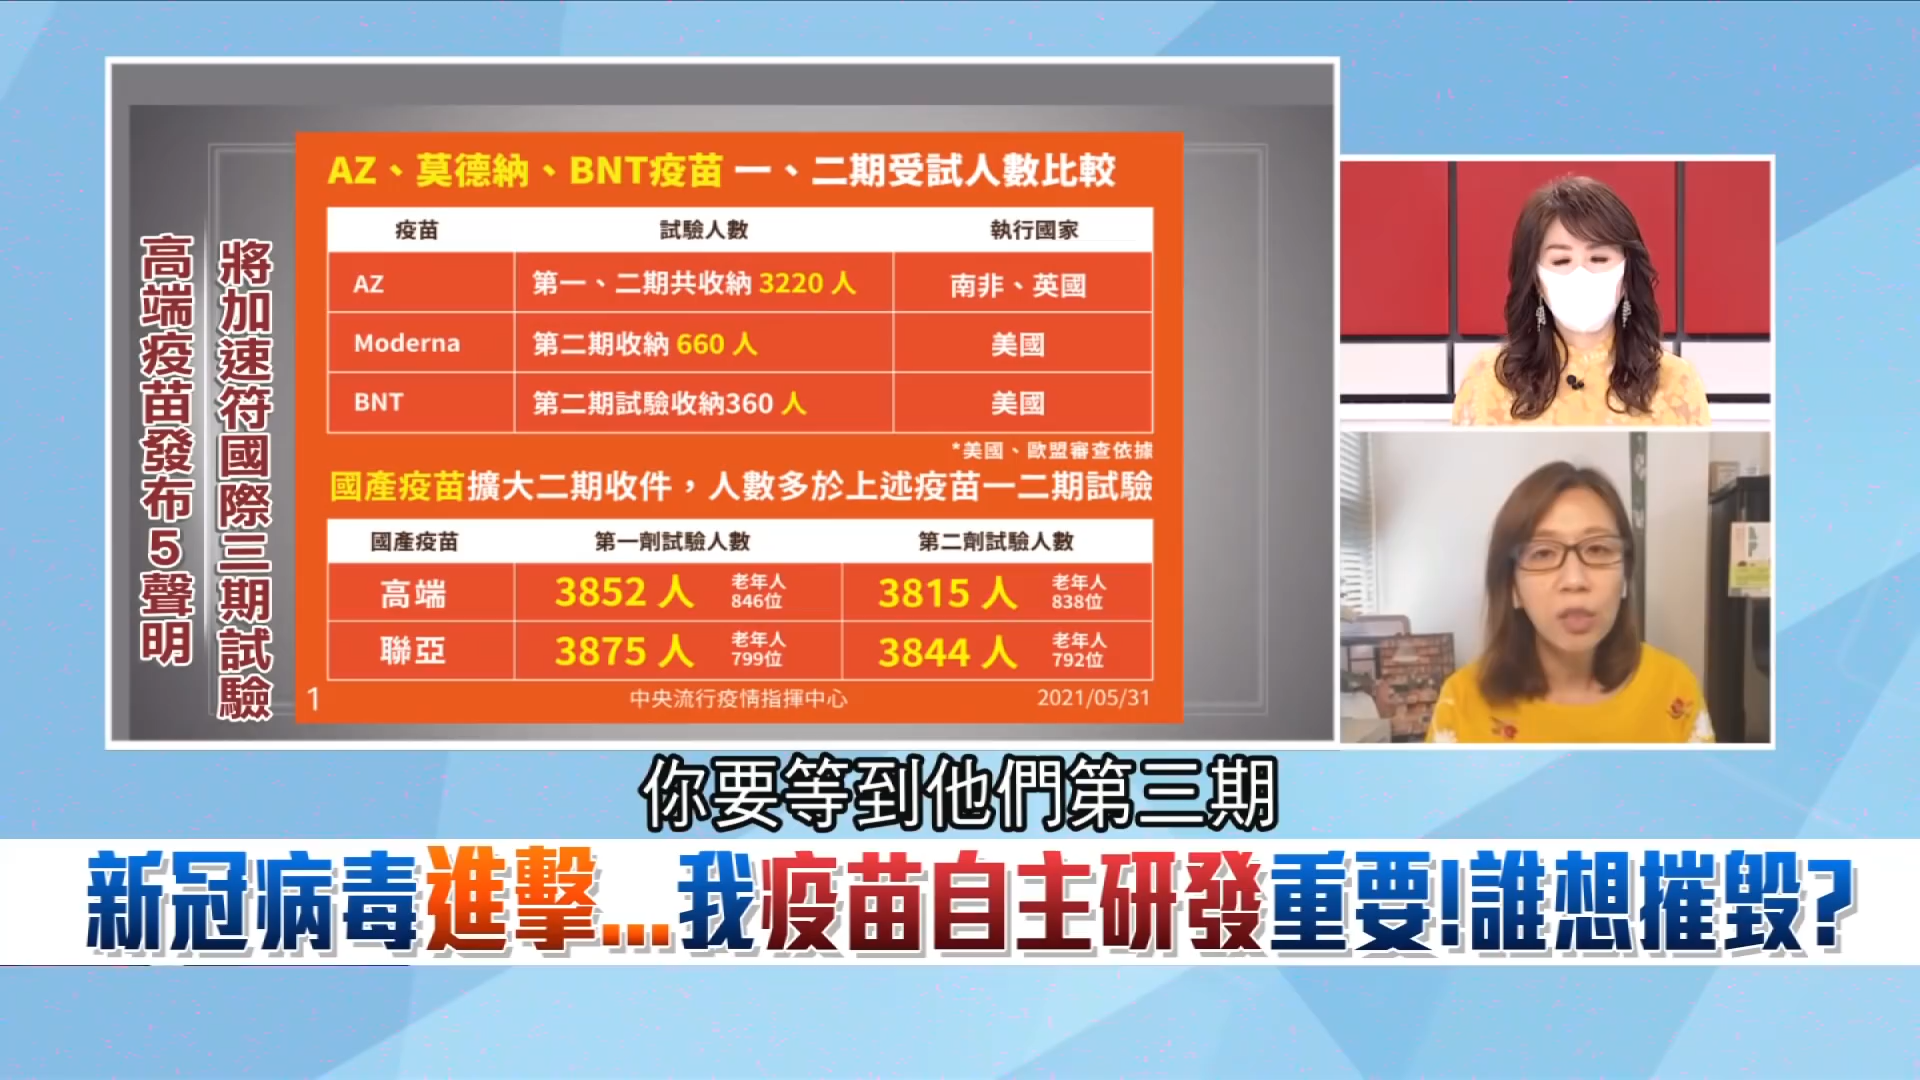 高端疫苗發布5聲明
將加速符國際三期試驗
AZ、莫德納、BNT疫苗 一、二期受試人數比較
疫苗 試驗人數 執行國家
AZ 第一、二期共收納 3220 人 南非、英國
Moderna 第二期收納 660 人 美國
BNT 第二期試驗收納360 人 美國
*美國、歐盟審查依據
國產疫苗擴大二期收件，人數多於上述疫苗一二期試驗
國產疫苗 第一劑試驗人數 第二劑試驗人數
高端 3852 人 老年人 846位 3815 人 老年人 838位
聯亞 3875 人 老年人 799位 3844 人 老年人 792位
1 中央流行疫情指揮中心 2021/05/31
你要等到他們第三期
新冠病毒進擊...我疫苗自主研發重要!誰想摧毀?